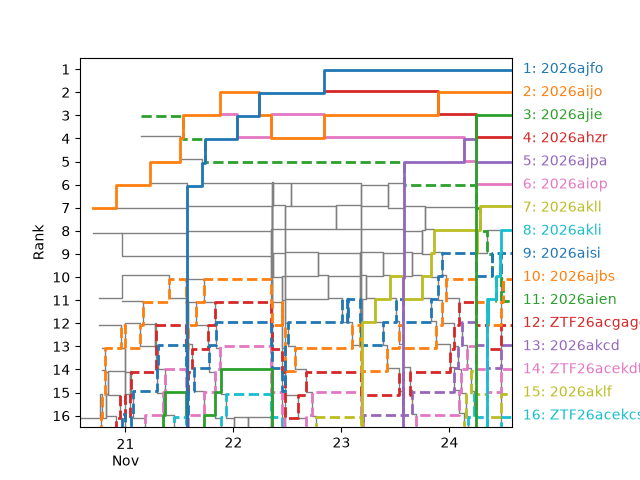 1
2
3
4
5
6
7
8
9
10
11
12
13
14
15
16
Rank
21
22
23
24
Nov
1: 2026ajfo
2: 2026aijo
3: 2026ajie
4: 2026ahzr
5: 2026ajpa
6: 2026aiop
7: 2026akll
8: 2026akli
9: 2026aisi
10: 2026ajbs
11: 2026aien
12: ZTF26acgag
13: 2026akcd
14: ZTF26acekdt
15: 2026aklf
16: ZTF26acekcs